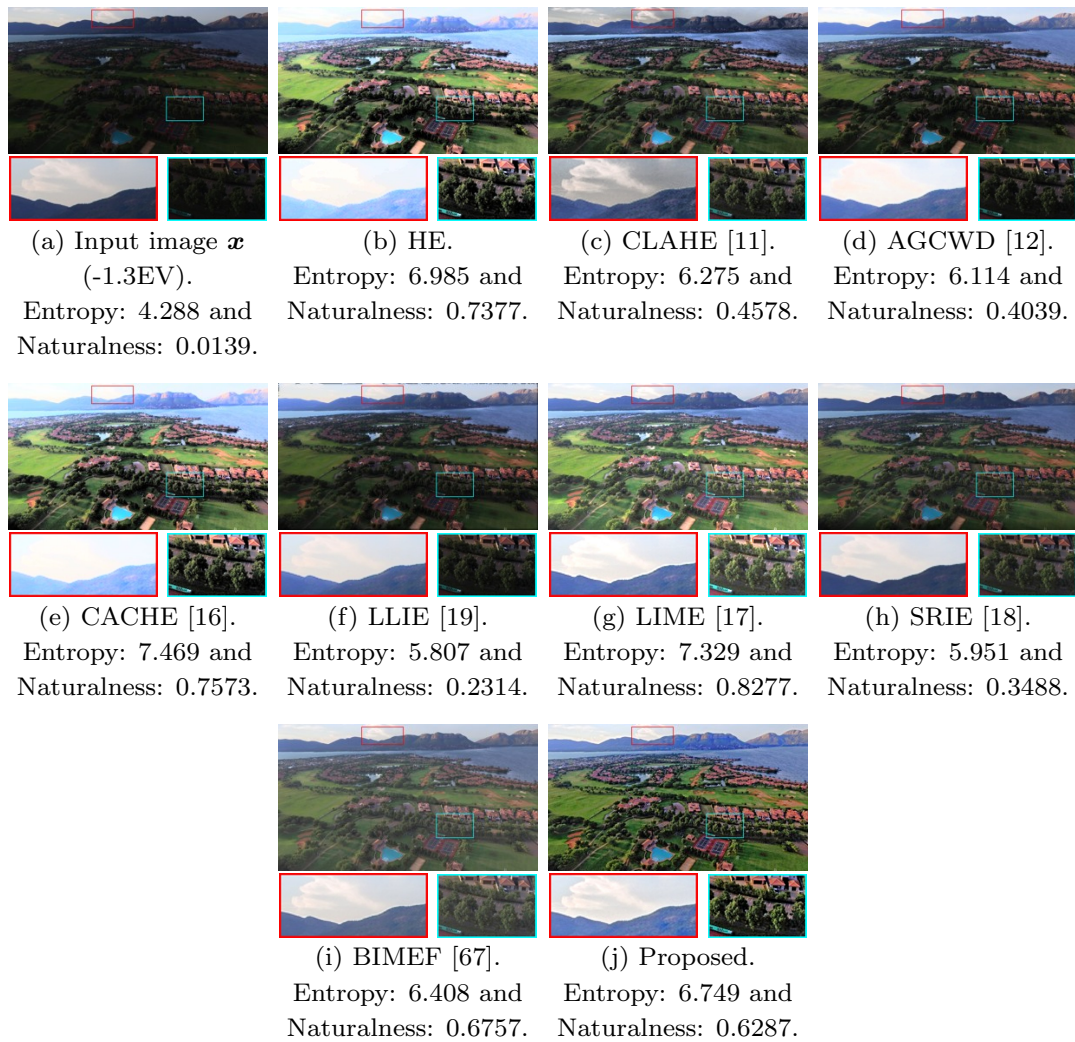 (a) Input image x
(-1.3EV).
Entropy: 4.288 and
Naturalness: 0.0139.
(b) HE.
Entropy: 6.985 and
Naturalness: 0.7377.
(c) CLAHE [11].
Entropy: 6.275 and
Naturalness: 0.4578.
(d) AGCWD [12].
Entropy: 6.114 and
Naturalness: 0.4039.
(e) CACHE [16].
Entropy: 7.469 and
Naturalness: 0.7573.
(f) LLIE [19].
Entropy: 5.807 and
Naturalness: 0.2314.
(g) LIME [17].
Entropy: 7.329 and
Naturalness: 0.8277.
(h) SRIE [18].
Entropy: 5.951 and
Naturalness: 0.3488.
(i) BIMEF [67].
Entropy: 6.408 and
Naturalness: 0.6757.
(j) Proposed.
Entropy: 6.749 and
Naturalness: 0.6287.